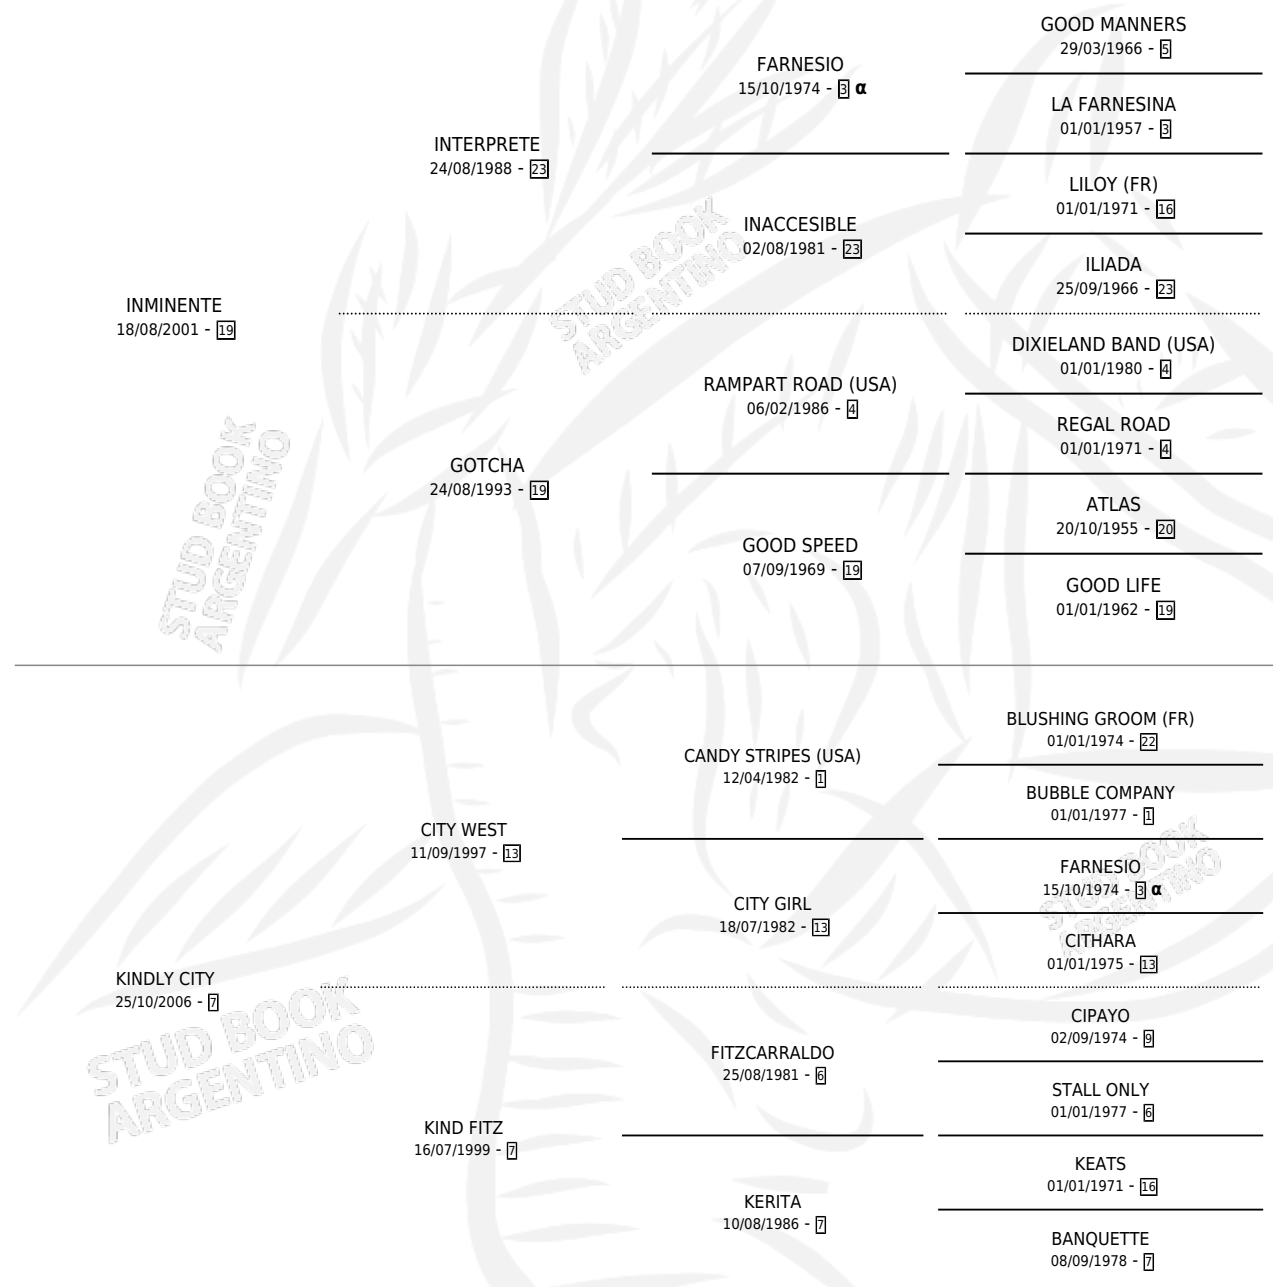 GOOD MANNERS
29/03/1966 - 5
FARNESIO
15/10/1974 - 3 α
LA FARNESINA
01/01/1957 - 3
INTERPRETE
24/08/1988 - 23
LILOY (FR)
01/01/1971 - 16
INACCESIBLE
02/08/1981 - 23
ILIADA
25/09/1966 - 23
INMINENTE
18/08/2001 - 19
DIXIELAND BAND (USA)
01/01/1980 - 4
RAMPART ROAD (USA)
06/02/1986 - 4
REGAL ROAD
01/01/1971 - 4
GOTCHA
24/08/1993 - 19
ATLAS
20/10/1955 - 20
GOOD SPEED
07/09/1969 - 19
GOOD LIFE
01/01/1962 - 19
STUD BOOK
ARGENTINO
STUD BOOK
ARGENTINO
BLUSHING GROOM (FR)
01/01/1974 - 22
CANDY STRIPES (USA)
12/04/1982 - 1
BUBBLE COMPANY
01/01/1977 - 1
CITY WEST
11/09/1997 - 13
FARNESIO
15/10/1974 - 3 α
CITY GIRL
18/07/1982 - 13
CITHARA
01/01/1975 - 13
KINDLY CITY
25/10/2006 - 7
CIPAYO
02/09/1974 - 9
FITZCARRALDO
25/08/1981 - 6
STALL ONLY
01/01/1977 - 6
KIND FITZ
16/07/1999 - 7
KEATS
01/01/1971 - 16
KERITA
10/08/1986 - 7
BANQUETTE
08/09/1978 - 7
STUD BOOK
ARGENTINO
STUD BOOK
ARGENTINO